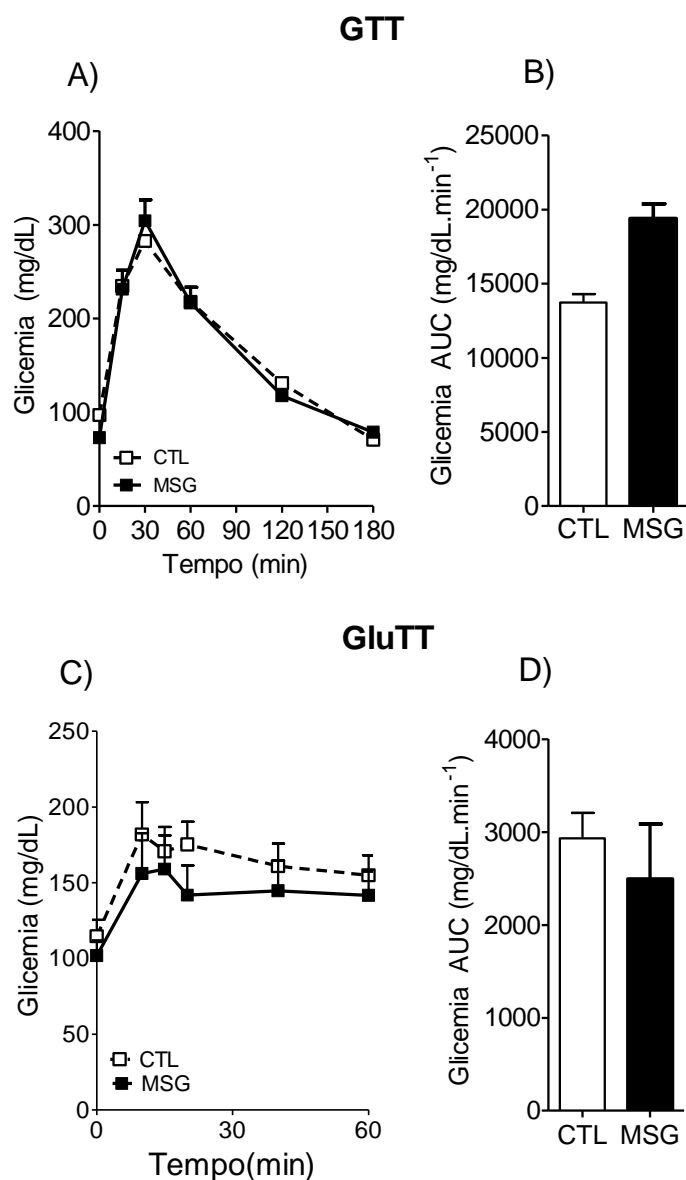 GTT
A)
Glicemia (mg/dL)
400
300
200
100
0
CTL
MSG
0 30 60 90 120 150 180
Tempo (min)
B)
Glicemia AUC (mg/dL.min⁻¹)
25000
20000
15000
10000
5000
0
CTL MSG
GluTT
C)
Glicemia (mg/dL)
250
200
150
100
50
0
CTL
MSG
0 30 60
Tempo(min)
D)
Glicemia AUC (mg/dL.min⁻¹)
4000
3000
2000
1000
0
CTL MSG